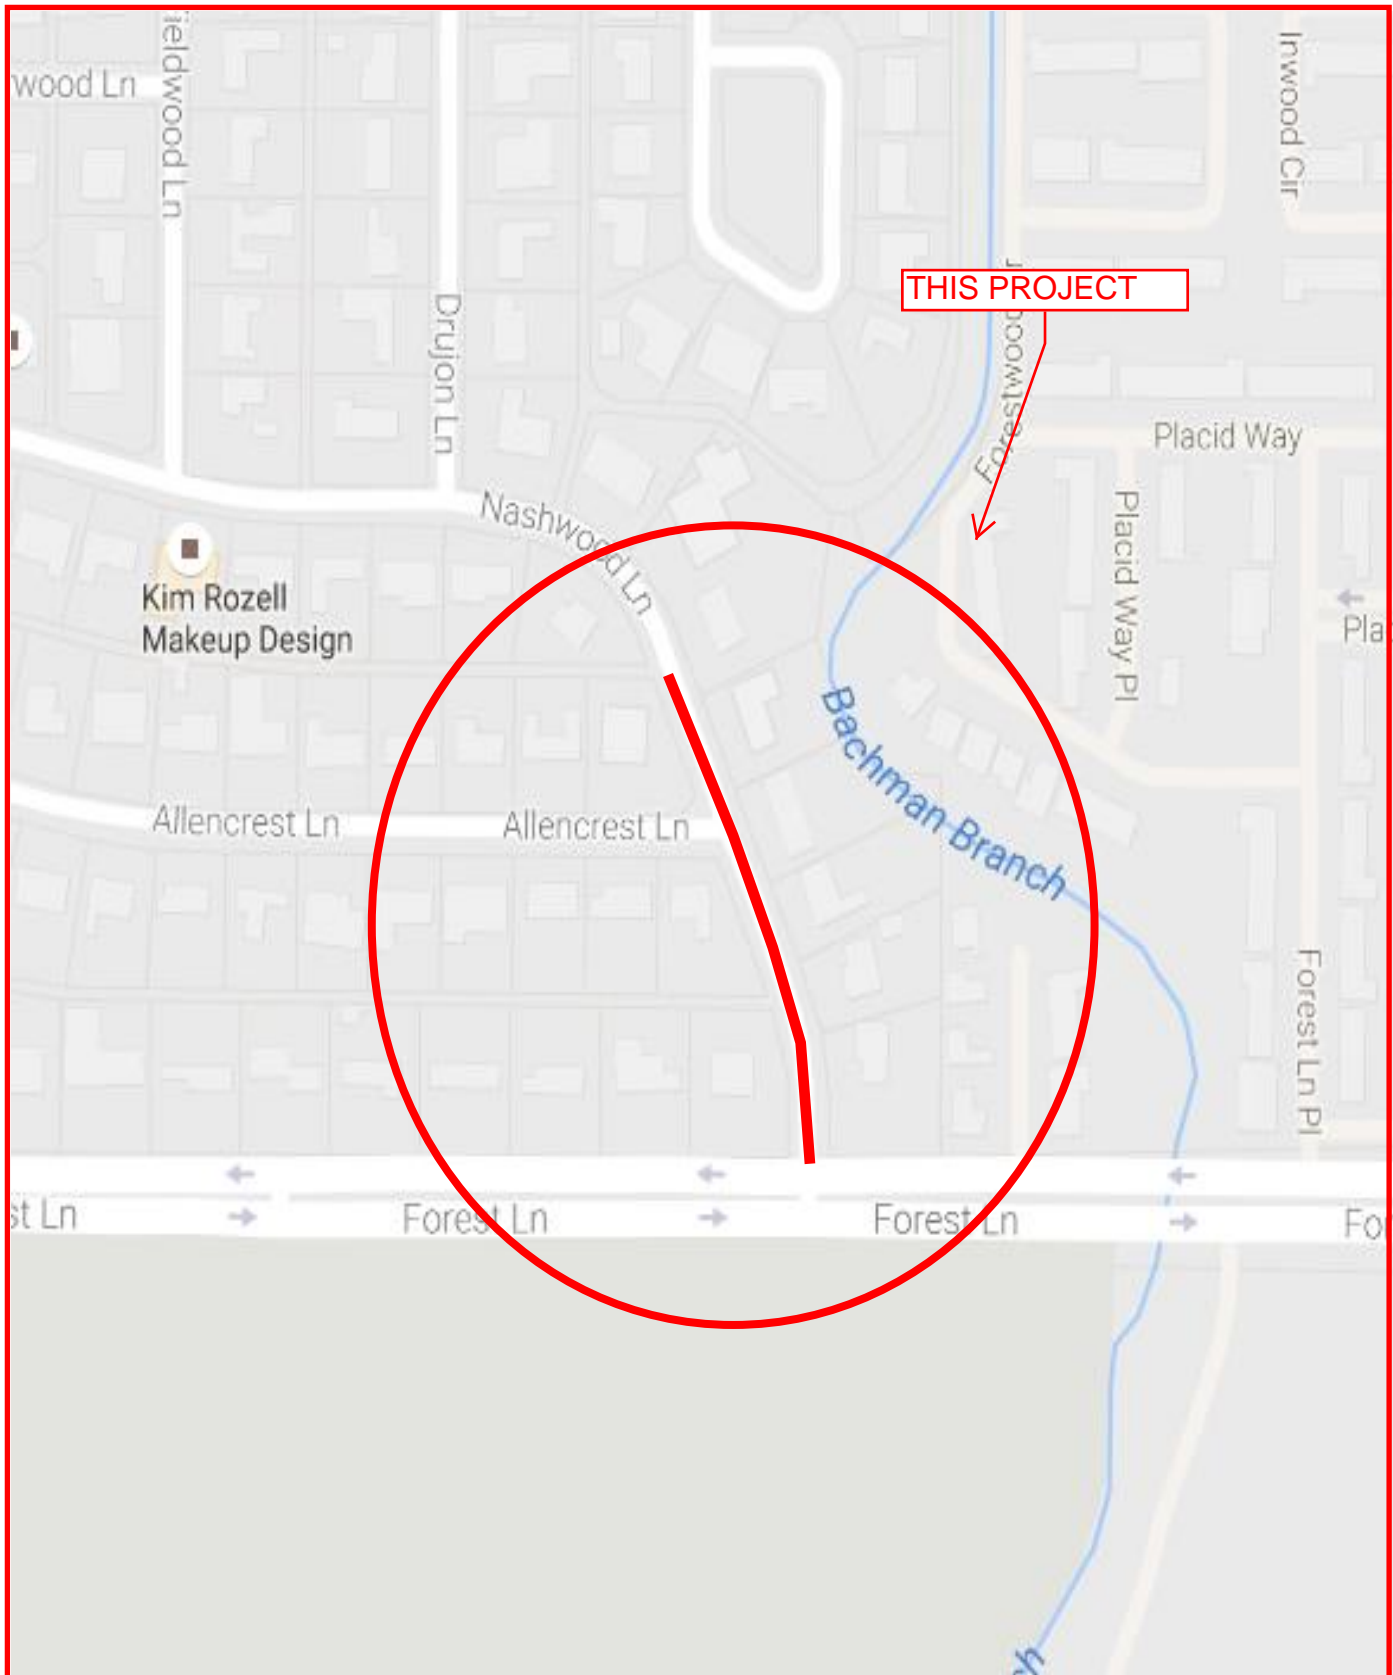 wood Ln
ieldwood Ln
Inwood Cir
THIS PROJECT
Drujon Ln
Placid Way
Nashwood Ln
Placid Way Pl
Kim Rozell
Makeup Design
Pla
Bachman Branch
Allencrest Ln
Allencrest Ln
Forest Ln Pl
st Ln
Forest Ln
Forest Ln
Fo
ch